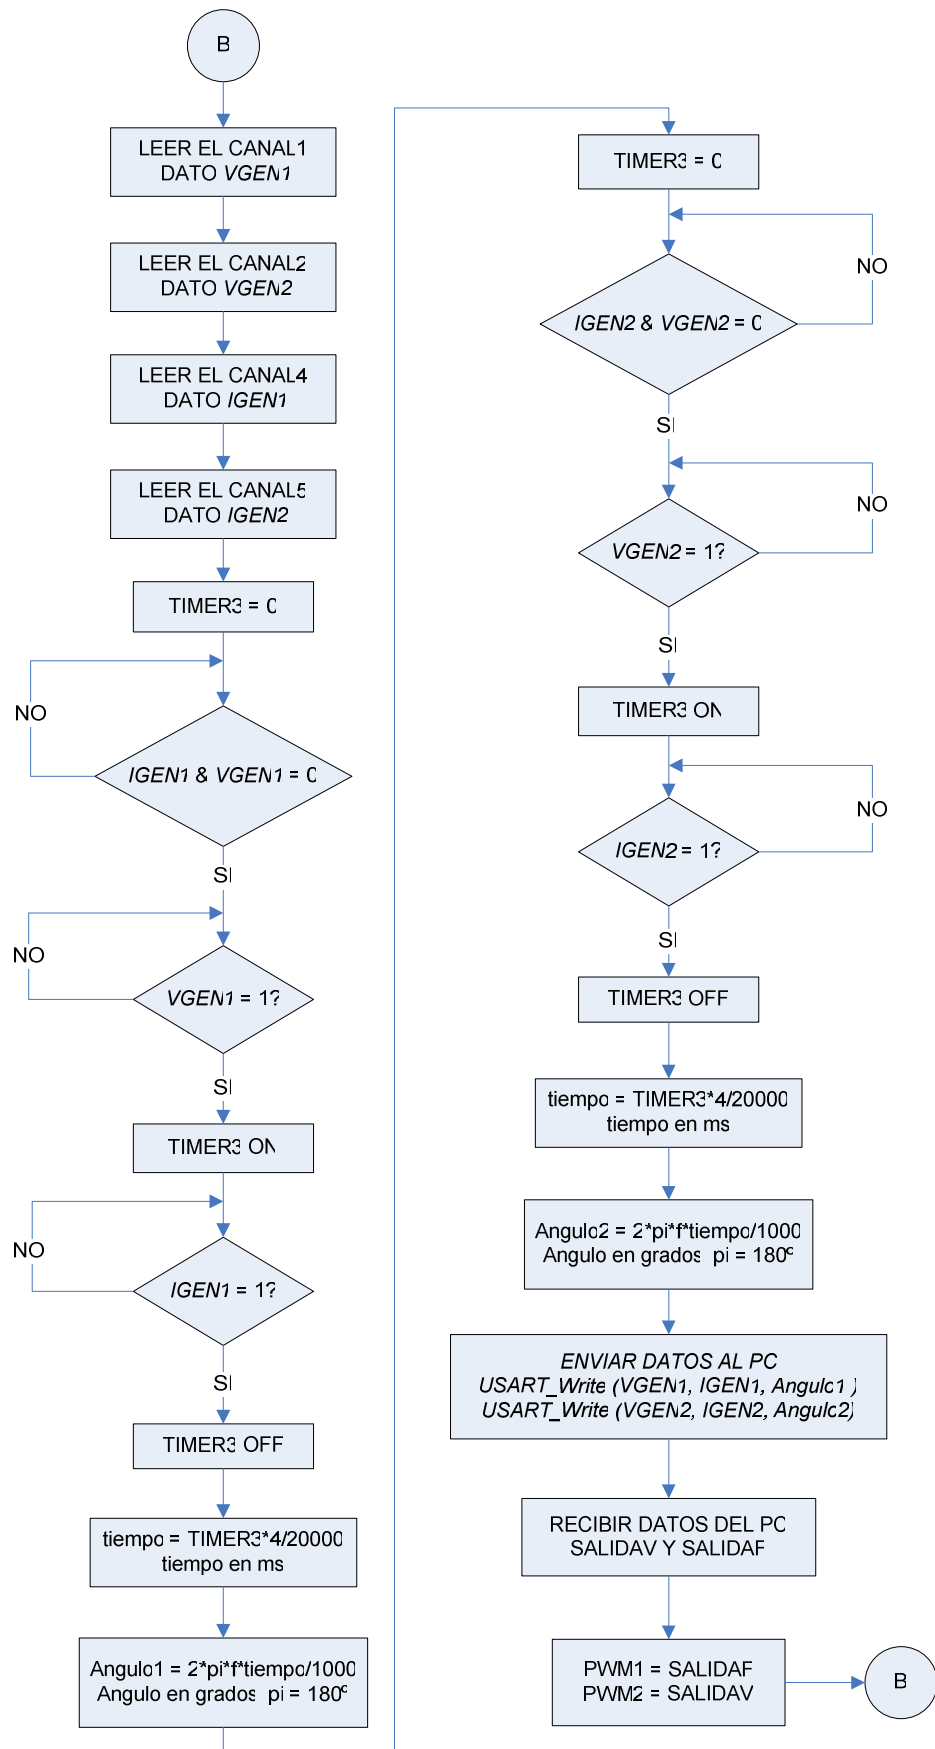 B
LEER EL CANAL1
DATO VGEN1
LEER EL CANAL2
DATO VGEN2
LEER EL CANAL4
DATO IGEN1
LEER EL CANAL5
DATO IGEN2
TIMER3 = 0
NO
IGEN1 & VGEN1 = 0
SI
NO
VGEN1 = 1?
SI
TIMER3 ON
NO
IGEN1 = 1?
SI
TIMER3 OFF
tiempo = TIMER3*4/20000
tiempo en ms
Angulo1 = 2*pi*f*tiempo/1000
Angulo en grados pi = 180º
TIMER3 = 0
NO
IGEN2 & VGEN2 = 0
SI
NO
VGEN2 = 1?
SI
TIMER3 ON
NO
IGEN2 = 1?
SI
TIMER3 OFF
tiempo = TIMER3*4/20000
tiempo en ms
Angulo2 = 2*pi*f*tiempo/1000
Angulo en grados pi = 180º
ENVIAR DATOS AL PC
USART_Write (VGEN1, IGEN1, Angulo1 )
USART_Write (VGEN2, IGEN2, Angulo2)
RECIBIR DATOS DEL PC
SALIDAV Y SALIDAF
PWM1 = SALIDAF
PWM2 = SALIDAV
B